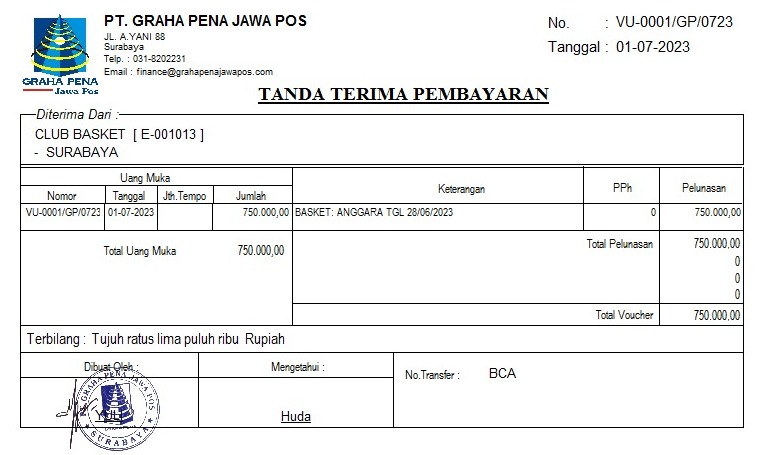 PT. GRAHA PENA JAWA POS
JL. A.YANI 88
Surabaya
Telp. : 031-8202231
Email : finance@grahapenajawapos.com
GRAHA PENA
Jawa Pos
No. : VU-0001/GP/0723
Tanggal : 01-07-2023
TANDA TERIMA PEMBAYARAN
Diterima Dari :
CLUB BASKET [ E-001013 ]
- SURABAYA
Uang Muka
Nomor Tanggal Jth.Tempo Jumlah Keterangan PPh Pelunasan
VU-0001/GP/0723 01-07-2023 750.000,00 BASKET: ANGGARA TGL 28/06/2023 0 750.000,00
Total Uang Muka 750.000,00 Total Pelunasan 750.000,00
0
0
0
Total Voucher 750.000,00
Terbilang : Tujuh ratus lima puluh ribu Rupiah
Dibuat Oleh : Mengetahui : No.Transfer : BCA
GRAHA PENA JAWA POS
SURABAYA
Huda